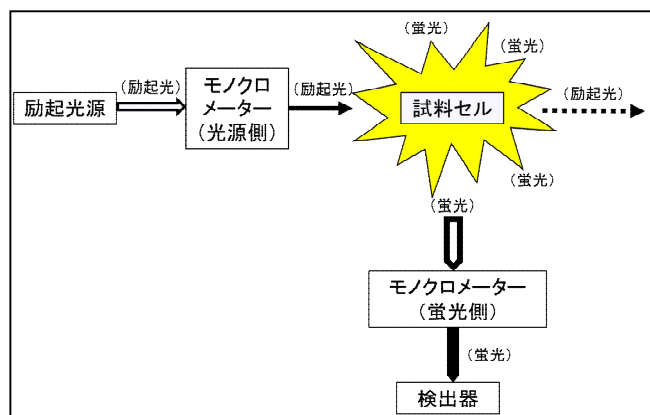 (蛍光)
(蛍光)
(励起光)
モノクロ
メーター
(光源側)
(励起光)
(励起光)
励起光源
試料セル
(蛍光)
(蛍光)
モノクロメーター
(蛍光側)
(蛍光)
検出器